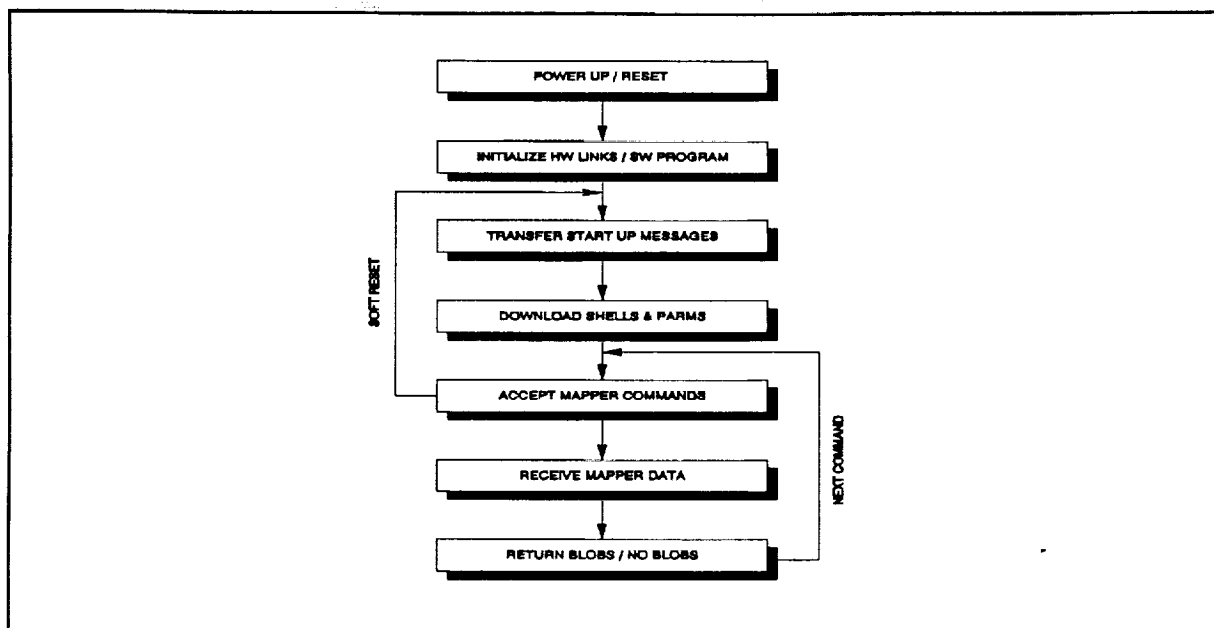 POWER UP / RESET
INITIALIZE HW LINKS / SW PROGRAM
TRANSFER START UP MESSAGES
SOFT RESET
DOWNLOAD SHELLS & PARMS
ACCEPT MAPPER COMMANDS
RECEIVE MAPPER DATA
NEXT COMMAND
RETURN BLOBS / NO BLOBS